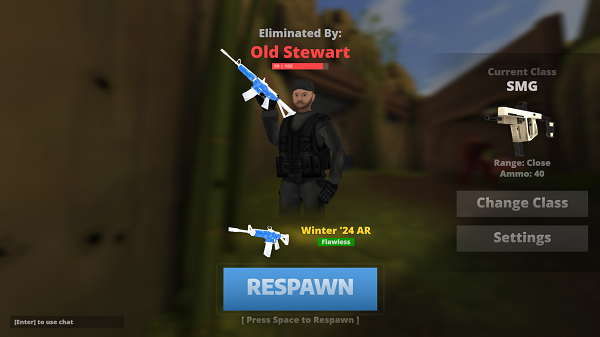 Eliminated By:
Old Stewart
Current Class
SMG
Range: Close
Ammo: 40
Change Class
Settings
Winter '24 AR
Flawless
RESPAWN
[ Press Space to Respawn ]
[Enter] to use chat